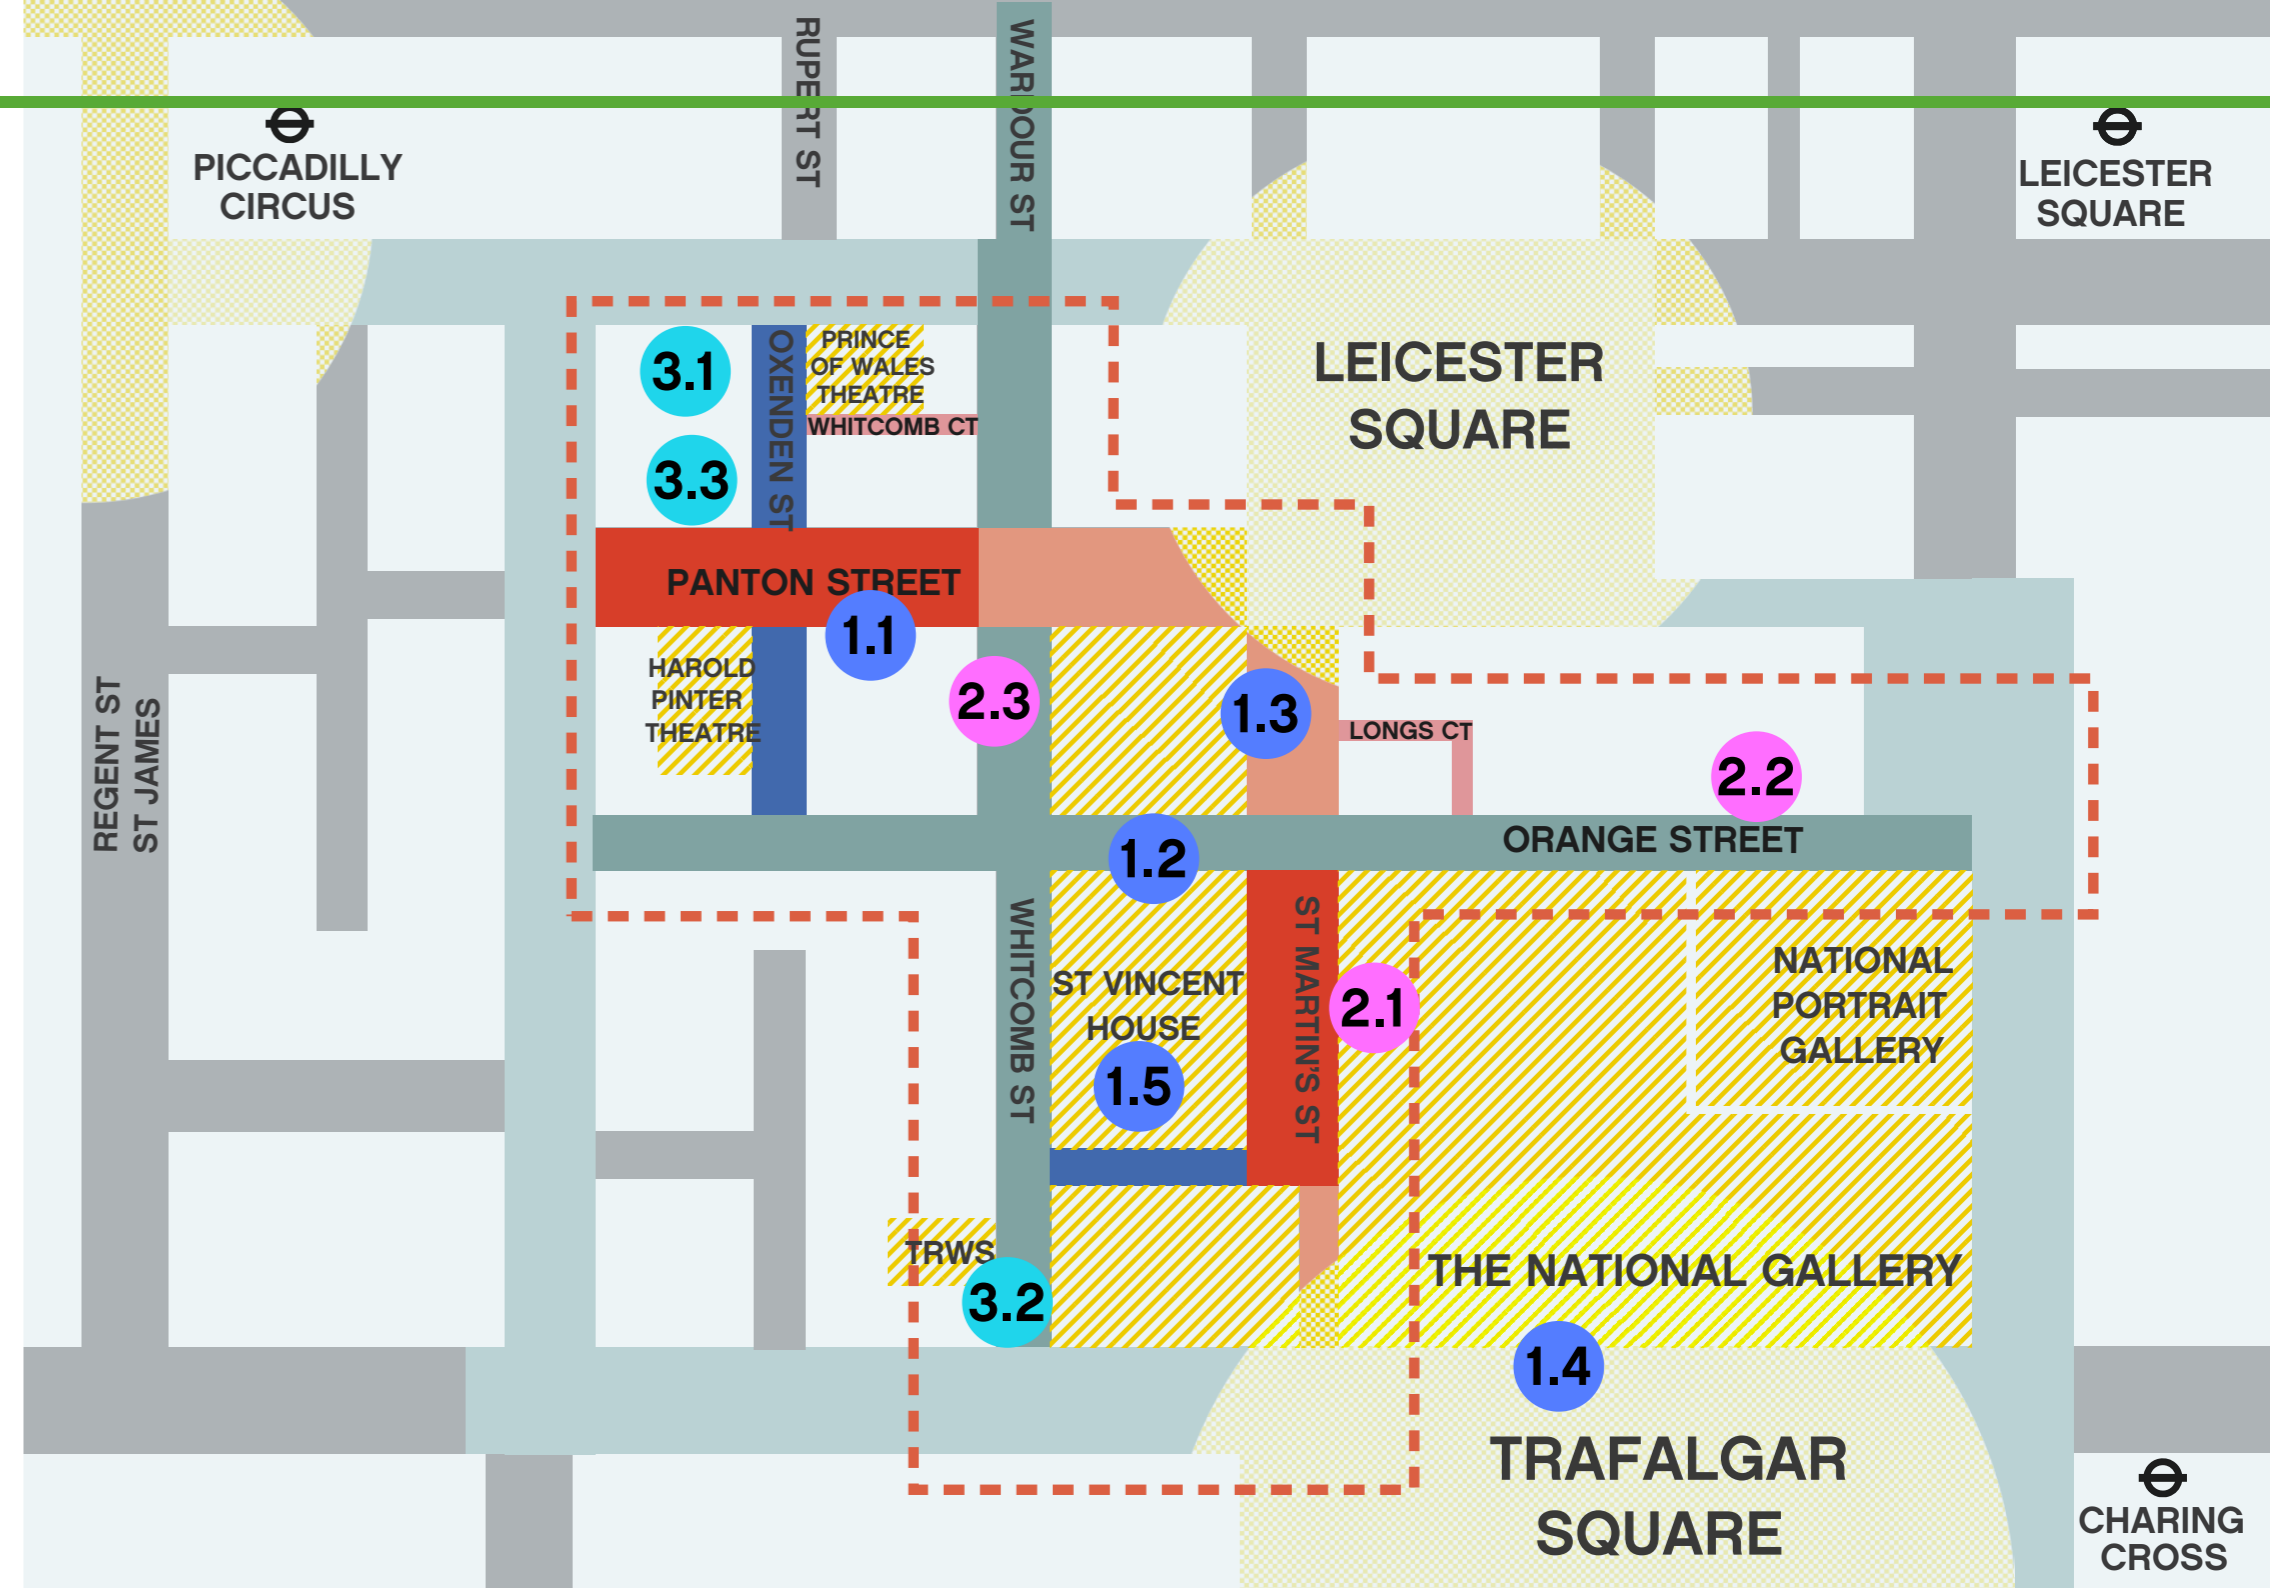 RUPERT ST
WARDOUR ST
PICCADILLY
CIRCUS
LEICESTER
SQUARE
3.1
OXENDEN ST
PRINCE
OF WALES
THEATRE
WHITCOMB CT
LEICESTER
SQUARE
3.3
PANTON STREET
1.1
HAROLD
PINTER
THEATRE
2.3
1.3
LONGS CT
2.2
REGENT ST
ST JAMES
1.2
ORANGE STREET
WHITCOMB ST
ST VINCENT
HOUSE
1.5
ST MARTIN'S ST
2.1
NATIONAL
PORTRAIT
GALLERY
TRWS
3.2
THE NATIONAL GALLERY
1.4
TRAFALGAR
SQUARE
CHARING
CROSS